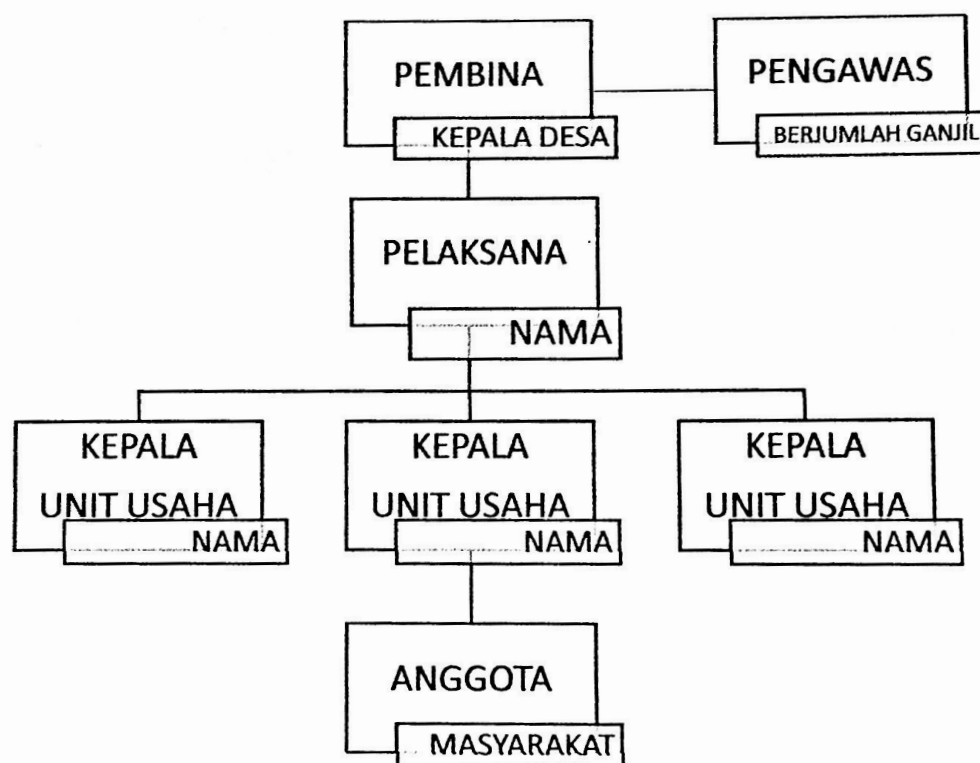 PEMBINA
KEPALA DESA
PENGAWAS
BERJUMLAH GANJIL
PELAKSANA
NAMA
KEPALA
UNIT USAHA
NAMA
KEPALA
UNIT USAHA
NAMA
KEPALA
UNIT USAHA
NAMA
ANGGOTA
MASYARAKAT